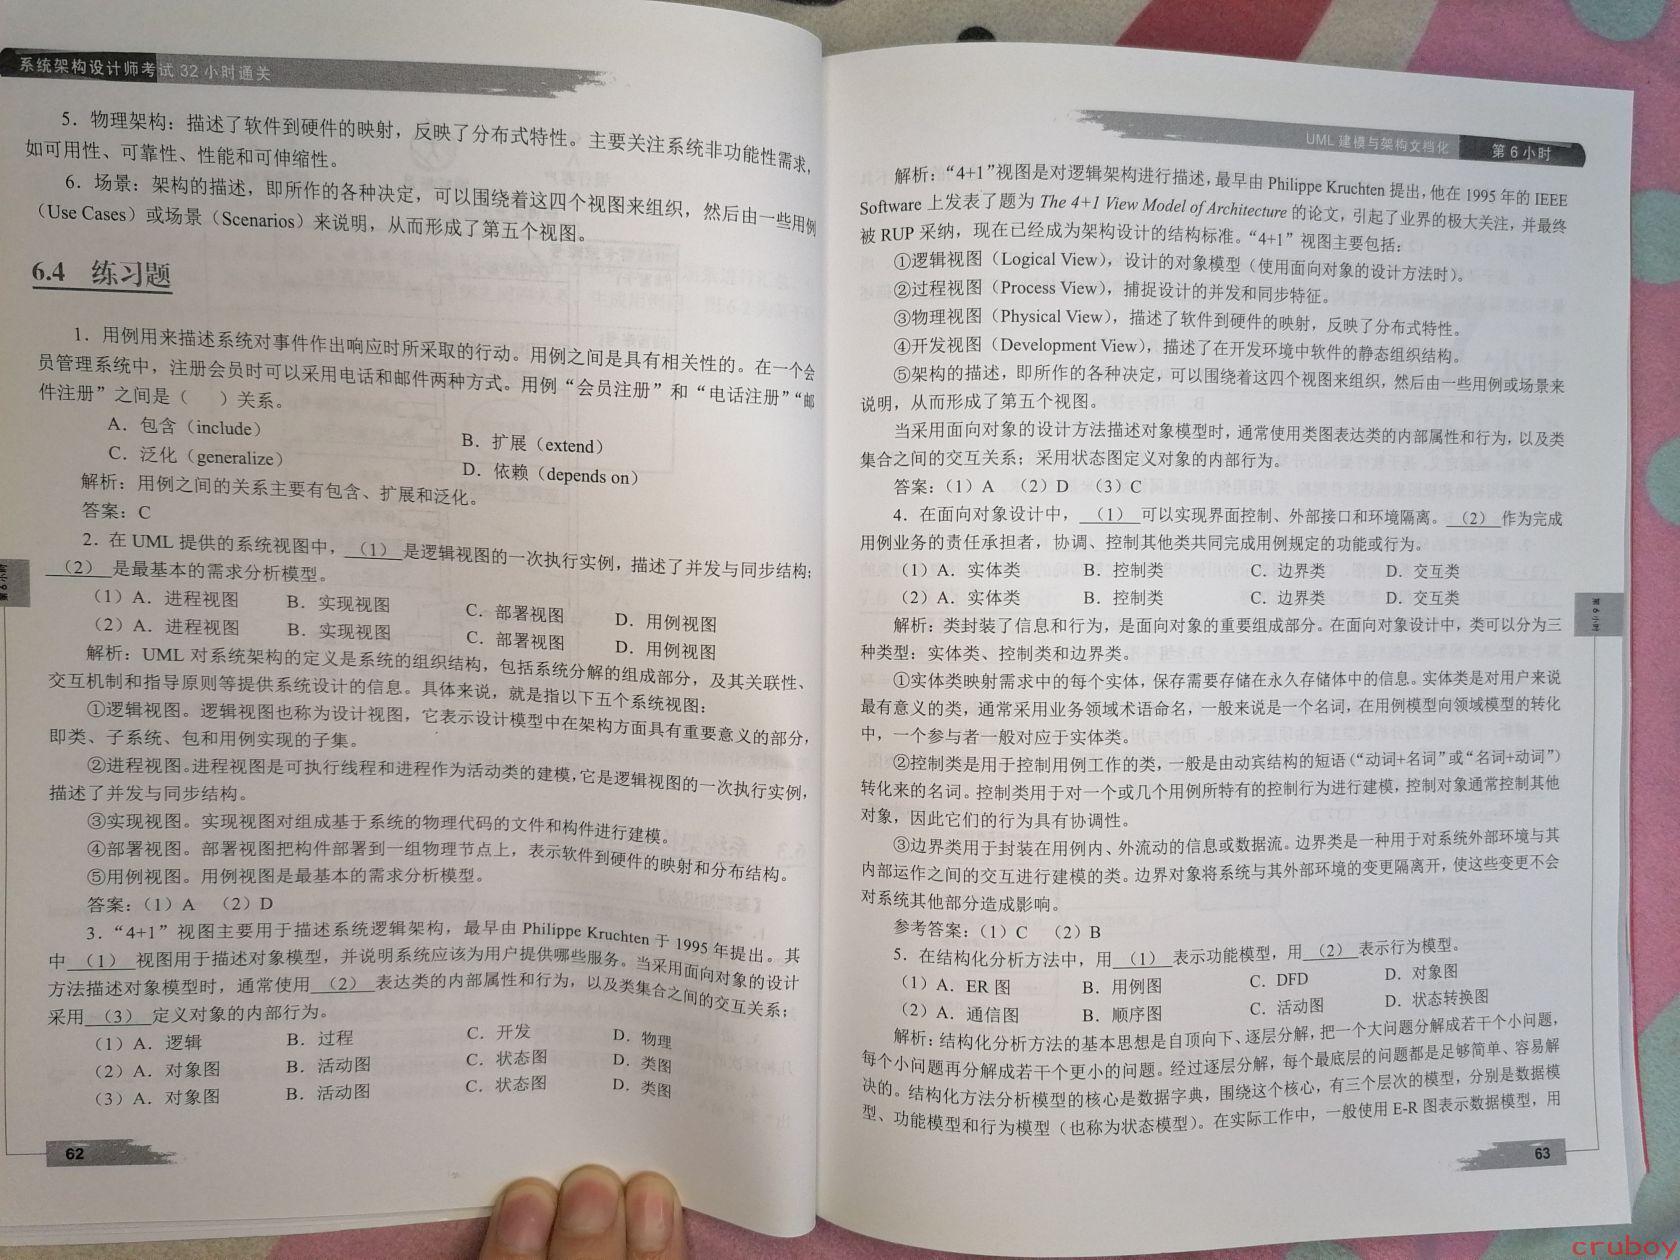 系统架构设计师考试 32 小时通关
5．物理架构：描述了软件到硬件的映射，反映了分布式特性。主要关注系统非功能性需求，
如可用性、可靠性、性能和可伸缩性。
6．场景：架构的描述，即所作的各种决定，可以围绕着这四个视图来组织，然后由一些用例
（Use Cases）或场景（Scenarios）来说明，从而形成了第五个视图。
6.4 练习题
1．用例用来描述系统对事件作出响应时所采取的行动。用例之间是具有相关性的。在一个会
员管理系统中，注册会员时可以采用电话和邮件两种方式。用例“会员注册”和“电话注册”“邮
件注册”之间是（ ）关系。
A．包含（include） B．扩展（extend）
C．泛化（generalize） D．依赖（depends on）
解析：用例之间的关系主要有包含、扩展和泛化。
答案：C
2．在 UML 提供的系统视图中，（1）是逻辑视图的一次执行实例，描述了并发与同步结构；
（2）是最基本的需求分析模型。
（1）A．进程视图 B．实现视图 C．部署视图 D．用例视图
（2）A．进程视图 B．实现视图 C．部署视图 D．用例视图
解析：UML 对系统架构的定义是系统的组织结构，包括系统分解的组成部分，及其关联性、
交互机制和指导原则等提供系统设计的信息。具体来说，就是指以下五个系统视图：
①逻辑视图。逻辑视图也称为设计视图，它表示设计模型中在架构方面具有重要意义的部分，
即类、子系统、包和用例实现的子集。
②进程视图。进程视图是可执行线程和进程作为活动类的建模，它是逻辑视图的一次执行实例，
描述了并发与同步结构。
③实现视图。实现视图对组成基于系统的物理代码的文件和构件进行建模。
④部署视图。部署视图把构件部署到一组物理节点上，表示软件到硬件的映射和分布结构。
⑤用例视图。用例视图是最基本的需求分析模型。
答案：（1）A （2）D
3．“4+1”视图主要用于描述系统逻辑架构，最早由 Philippe Kruchten 于 1995 年提出。其
中（1）视图用于描述对象模型，并说明系统应该为用户提供哪些服务。当采用面向对象的设计
方法描述对象模型时，通常使用（2）表达类的内部属性和行为，以及类集合之间的交互关系；
采用（3）定义对象的内部行为。
（1）A．逻辑 B．过程 C．开发 D．物理
（2）A．对象图 B．活动图 C．状态图 D．类图
（3）A．对象图 B．活动图 C．状态图 D．类图
62
第 6 小时
UML 建模与架构文档化 第 6 小时
解析：“4+1”视图是对逻辑架构进行描述，最早由 Philippe Kruchten 提出，他在 1995 年的 IEEE
Software 上发表了题为 The 4+1 View Model of Architecture 的论文，引起了业界的极大关注，并最终
被 RUP 采纳，现在已经成为架构设计的结构标准。“4+1”视图主要包括：
①逻辑视图（Logical View），设计的对象模型（使用面向对象的设计方法时）。
②过程视图（Process View），捕捉设计的并发和同步特征。
③物理视图（Physical View），描述了软件到硬件的映射，反映了分布式特性。
④开发视图（Development View），描述了在开发环境中软件的静态组织结构。
⑤架构的描述，即所作的各种决定，可以围绕着这四个视图来组织，然后由一些用例或场景来
说明，从而形成了第五个视图。
当采用面向对象的设计方法描述对象模型时，通常使用类图表达类的内部属性和行为，以及类
集合之间的交互关系；采用状态图定义对象的内部行为。
答案：（1）A （2）D （3）C
4．在面向对象设计中，（1）可以实现界面控制、外部接口和环境隔离。（2）作为完成
用例业务的责任承担者，协调、控制其他类共同完成用例规定的功能或行为。
（1）A．实体类 B．控制类 C．边界类 D．交互类
（2）A．实体类 B．控制类 C．边界类 D．交互类
解析：类封装了信息和行为，是面向对象的重要组成部分。在面向对象设计中，类可以分为三
种类型：实体类、控制类和边界类。
①实体类映射需求中的每个实体，保存需要存储在永久存储体中的信息。实体类是对用户来说
最有意义的类，通常采用业务领域术语命名，一般来说是一个名词，在用例模型向领域模型的转化
中，一个参与者一般对应于实体类。
②控制类是用于控制用例工作的类，一般是由动宾结构的短语（“动词+名词”或“名词+动词”）
转化来的名词。控制类用于对一个或几个用例所特有的控制行为进行建模，控制对象通常控制其他
对象，因此它们的行为具有协调性。
③边界类用于封装在用例内、外流动的信息或数据流。边界类是一种用于对系统外部环境与其
内部运作之间的交互进行建模的类。边界对象将系统与其外部环境的变更隔离开，使这些变更不会
对系统其他部分造成影响。
参考答案：（1）C （2）B
5．在结构化分析方法中，用（1）表示功能模型，用（2）表示行为模型。
（1）A．ER 图 B．用例图 C．DFD D．对象图
（2）A．通信图 B．顺序图 C．活动图 D．状态转换图
解析：结构化分析方法的基本思想是自顶向下、逐层分解，把一个大问题分解成若干个小问题，
每个小问题再分解成若干个更小的问题。经过逐层分解，每个最底层的问题都是足够简单、容易解
决的。结构化方法分析模型的核心是数据字典，围绕这个核心，有三个层次的模型，分别是数据模
型、功能模型和行为模型（也称为状态模型）。在实际工作中，一般使用 E-R 图表示数据模型，用
第 6 小时
63
cruboy